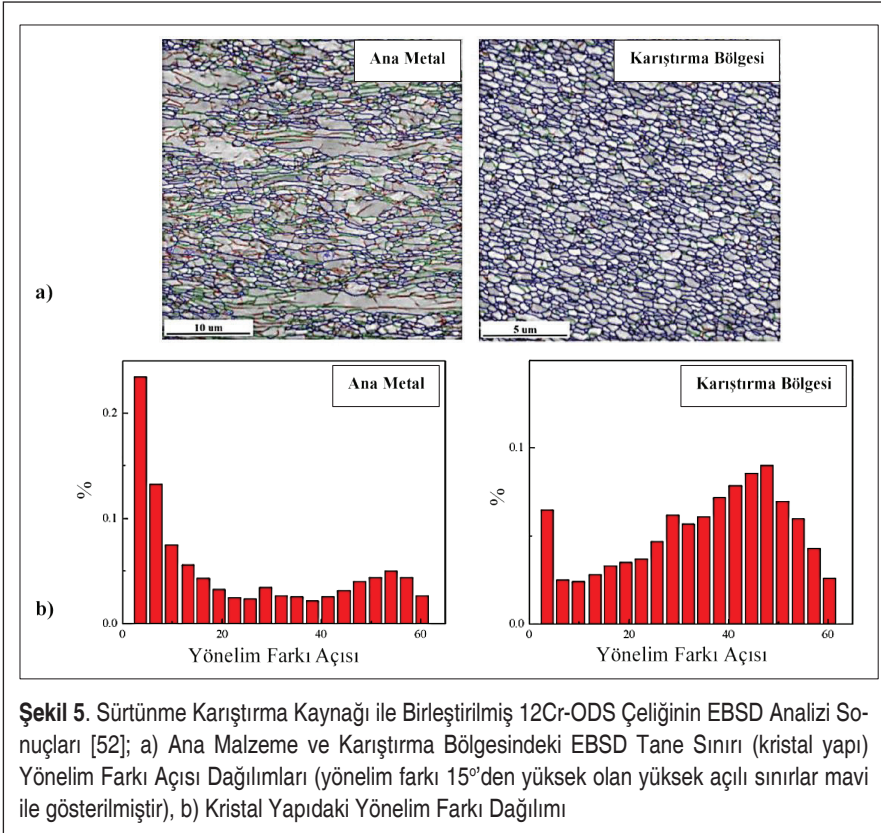 Ana Metal
Karıştırma Bölgesi
a)
10 um
5 um
Ana Metal
Karıştırma Bölgesi
0.2
0.1
0.0
%
0 20 40 60
Yönelim Farkı Açısı
0.1
0.0
%
0 20 40 60
Yönelim Farkı Açısı
b)
Şekil 5. Sürtünme Karıştırma Kaynağı ile Birleştirilmiş 12Cr-ODS Çeliğinin EBSD Analizi So-
nuçları [52]; a) Ana Malzeme ve Karıştırma Bölgesindeki EBSD Tane Sınırı (kristal yapı)
Yönelim Farkı Açısı Dağılımları (yönelim farkı 15º’den yüksek olan yüksek açılı sınırlar mavi
ile gösterilmiştir), b) Kristal Yapıdaki Yönelim Farkı Dağılımı